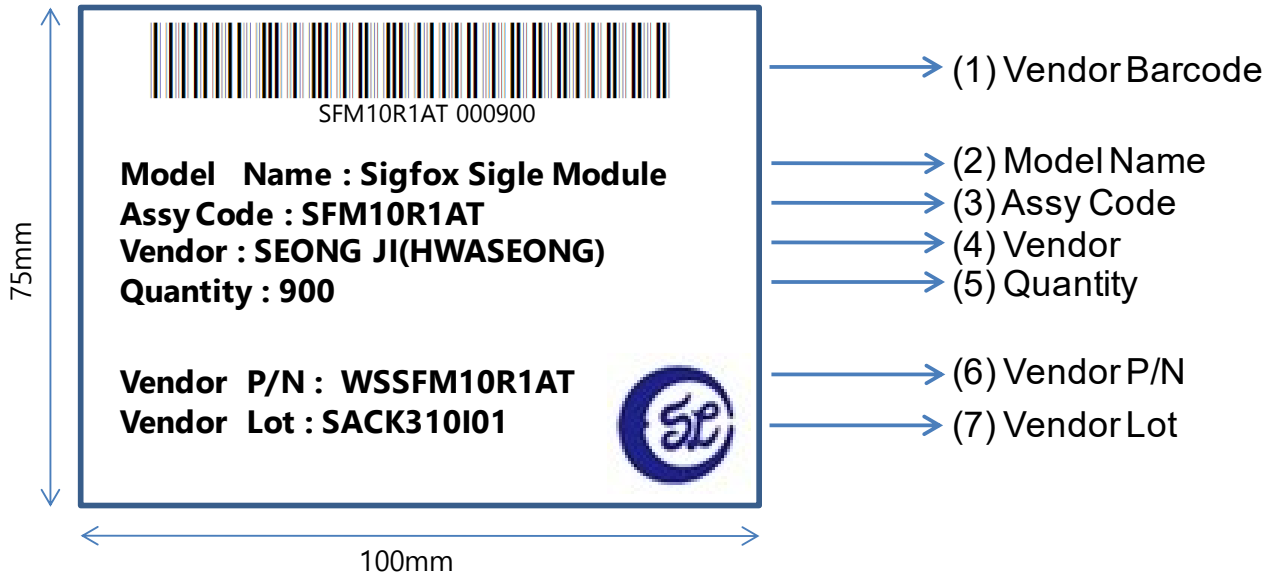 SFM10R1AT 000900
(1) Vendor Barcode
Model Name : Sigfox Sigle Module
(2) Model Name
Assy Code : SFM10R1AT
(3) Assy Code
Vendor : SEONG JI(HWASEONG)
(4) Vendor
Quantity : 900
(5) Quantity
75mm
Vendor P/N : WSSFM10R1AT
(6) Vendor P/N
Vendor Lot : SACK310I01
(7) Vendor Lot
100mm